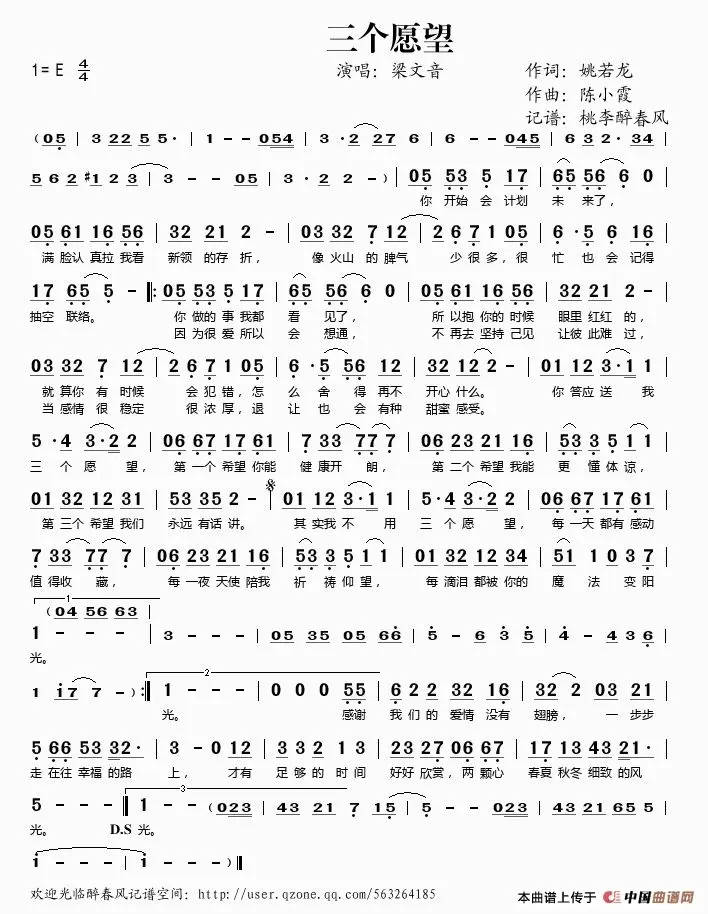 三个愿望
1= E 4/4
演唱：梁文音
作词：姚若龙
作曲：陈小霞
记谱：桃李醉春风
(05 | 3 22 5 5· | 1 - - 054 | 3 ·2 27 6 | 6 - - 045 | 6 32 · 34
5 6 2 #1 2 3 | 3 - - 05 | 3 · 2 2 -) | 05 53 5 17 | 65 56 6 0
你 开始 会 计划 未 来了，
05 61 16 56 | 32 21 2 - | 03 32 7 12 | 2 6 7 1 05 | 6 · 5 6 16
满 脸认 真拉 我看 新领 的存 折， 像 火山 的 脾气 少 很 多，很 忙 也 会 记得
17 65 5 - ‖: 05 53 5 17 | 65 56 6 0 | 05 61 16 56 | 32 21 2 -
抽空 联络。 你 做的 事 我都 看 见了， 所 以抱 你的 时候 眼里 红红 的，
因 为很 爱 所以 会 想通， 不 再去 坚持 己见 让彼 此难 过，
03 32 7 12 | 2 6 7 1 05 | 6 · 5 56 12 | 32 12 2 - | 01 12 3·1 1
就 算你 有 时候 会 犯 错，怎 么 舍 得 再不 开心 什么。 你 答应 送 我
当 感情 很 稳定 很 浓 厚，退 让 也 会 有种 甜蜜 感受。
5 · 4 3·2 2 | 06 67 17 61 | 7 33 77 7 | 06 23 21 16 | 53 3 5 11
三 个 愿 望， 第 一个 希望 你能 健 康开 朗， 第 二个 希望 我能 更 懂 体 谅，
01 32 12 31 | 53 35 2 - | 01 12 3·1 1 | 5·4 3·2 2 | 06 67 17 61
第 三个 希望 我们 永远 有话 讲。 其 实我 不 用 三 个 愿 望， 每 一天 都有 感动
7 33 77 7 | 06 23 21 16 | 53 3 5 1 1 | 01 32 12 34 | 51 1 0 3 7
值 得收 藏， 每 一夜 天使 陪我 祈 祷 仰 望， 每 滴泪 都被 你的 魔 法 变 阳
1
(04 56 63 |
1 - - - | 3 - - - | 05 35 05 66 | 5 - 6 3 5 | 4 - 4 3 6
光。
1 i7 7 - ) :‖ 2 1 - - - | 0 0 0 55 | 6 2 2 32 16 | 32 2 03 21
光。 感谢 我 们 的 爱情 没有 翅膀， 一 步步
5 66 53 32· | 3 - 0 12 | 3 32 1 3 | 23 27 06 67 | 17 13 43 21·
走 在往 幸福 的路 上， 才有 足 够的 时 间 好好 欣赏，两 颗心 春夏 秋冬 细致 的风
5 - - - ‖ 3 1 - - (023 | 43 21 7 15 | 5 - - 023 | 43 65 43 21
光。 D.S 光。
1 - - - | 1 - - - )‖
欢迎光临醉春风记谱空间：http://user.qzone.qq.com/563264185
本曲谱上传于 中国曲谱网